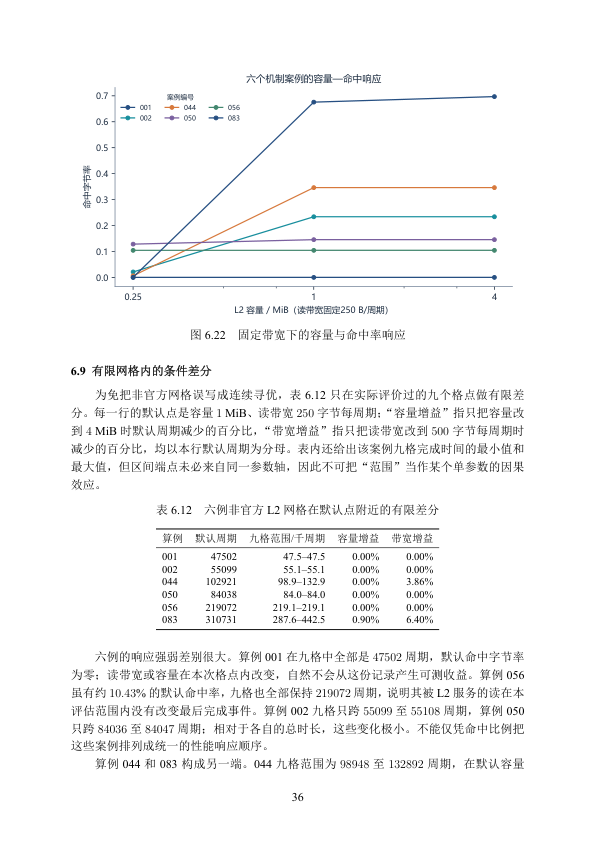 六个机制案例的容量—命中响应
命中字节率
0.7
0.6
0.5
0.4
0.3
0.2
0.1
0.0
案例编号
001 044 056
002 050 083
0.25 1 4
L2 容量 / MiB（读带宽固定250 B/周期）
图 6.22 固定带宽下的容量与命中率响应
6.9 有限网格内的条件差分
为免把非官方网格误写成连续寻优，表 6.12 只在实际评价过的九个格点做有限差
分。每一行的默认点是容量 1 MiB、读带宽 250 字节每周期；“容量增益”指只把容量改
到 4 MiB 时默认周期减少的百分比，“带宽增益”指只把读带宽改到 500 字节每周期时
减少的百分比，均以本行默认周期为分母。表内还给出该案例九格完成时间的最小值和
最大值，但区间端点未必来自同一参数轴，因此不可把“范围”当作某个单参数的因果
效应。
表 6.12 六例非官方 L2 网格在默认点附近的有限差分
算例 默认周期 九格范围/千周期 容量增益 带宽增益
001 47502 47.5–47.5 0.00% 0.00%
002 55099 55.1–55.1 0.00% 0.00%
044 102921 98.9–132.9 0.00% 3.86%
050 84038 84.0–84.0 0.00% 0.00%
056 219072 219.1–219.1 0.00% 0.00%
083 310731 287.6–442.5 0.90% 6.40%
六例的响应强弱差别很大。算例 001 在九格中全部是 47502 周期，默认命中字节率
为零；读带宽或容量在本次格点内改变，自然不会从这份记录产生可测收益。算例 056
虽有约 10.43% 的默认命中率，九格也全部保持 219072 周期，说明其被 L2 服务的读在本
评估范围内没有改变最后完成事件。算例 002 九格只跨 55099 至 55108 周期，算例 050
只跨 84036 至 84047 周期；相对于各自的总时长，这些变化极小。不能仅凭命中比例把
这些案例排列成统一的性能响应顺序。
算例 044 和 083 构成另一端。044 九格范围为 98948 至 132892 周期，在默认容量
36